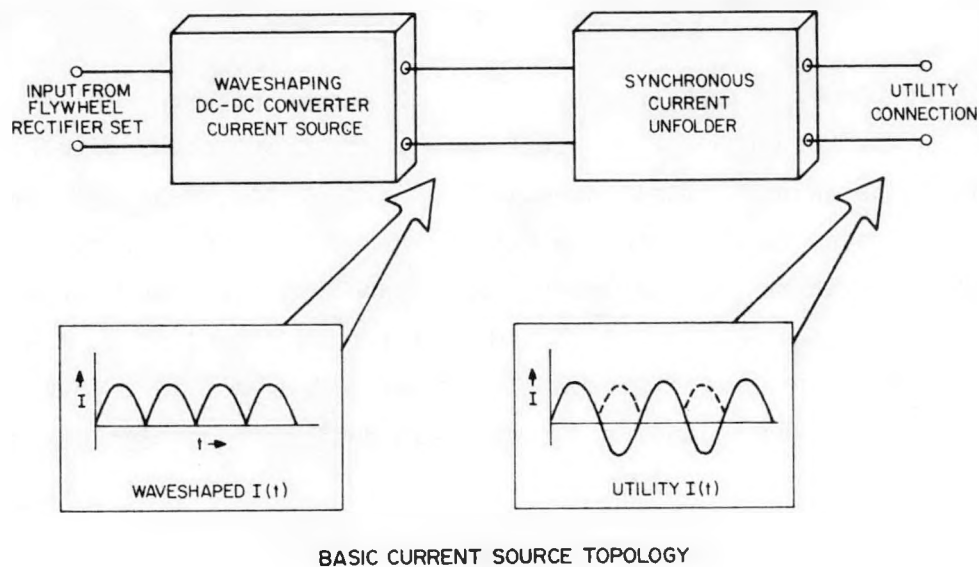 INPUT FROM
FLYWHEEL
RECTIFIER SET
WAVESHAPING
DC-DC CONVERTER
CURRENT SOURCE
SYNCHRONOUS
CURRENT
UNFOLDER
UTILITY
CONNECTION
I
t
WAVESHAPED I(t)
I
UTILITY I(t)
BASIC CURRENT SOURCE TOPOLOGY